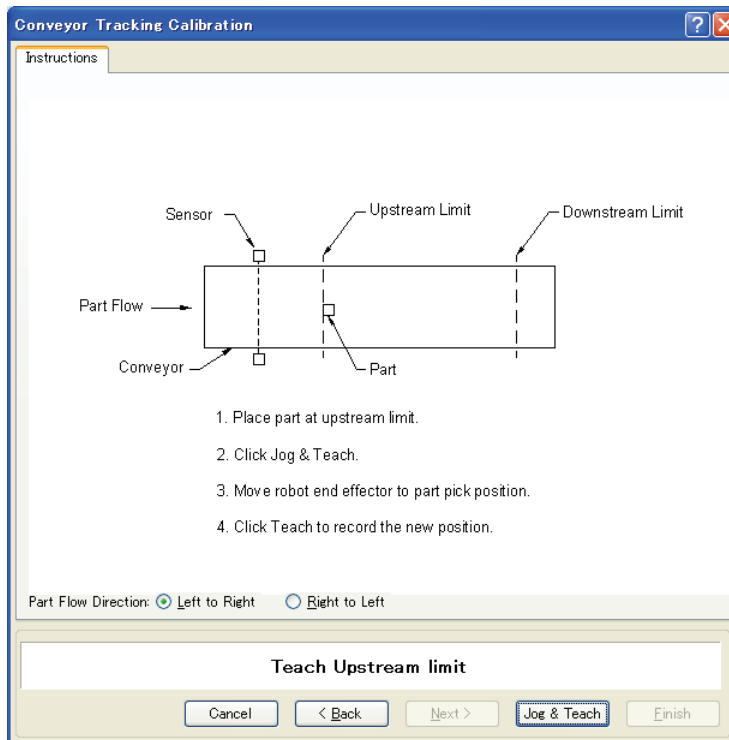 Conveyor Tracking Calibration
Instructions
Sensor
Upstream Limit
Downstream Limit
Part Flow
Conveyor
Part
1. Place part at upstream limit.
2. Click Jog & Teach.
3. Move robot end effector to part pick position.
4. Click Teach to record the new position.
Part Flow Direction: Left to Right Right to Left
Teach Upstream limit
Cancel < Back Next > Jog & Teach Finish